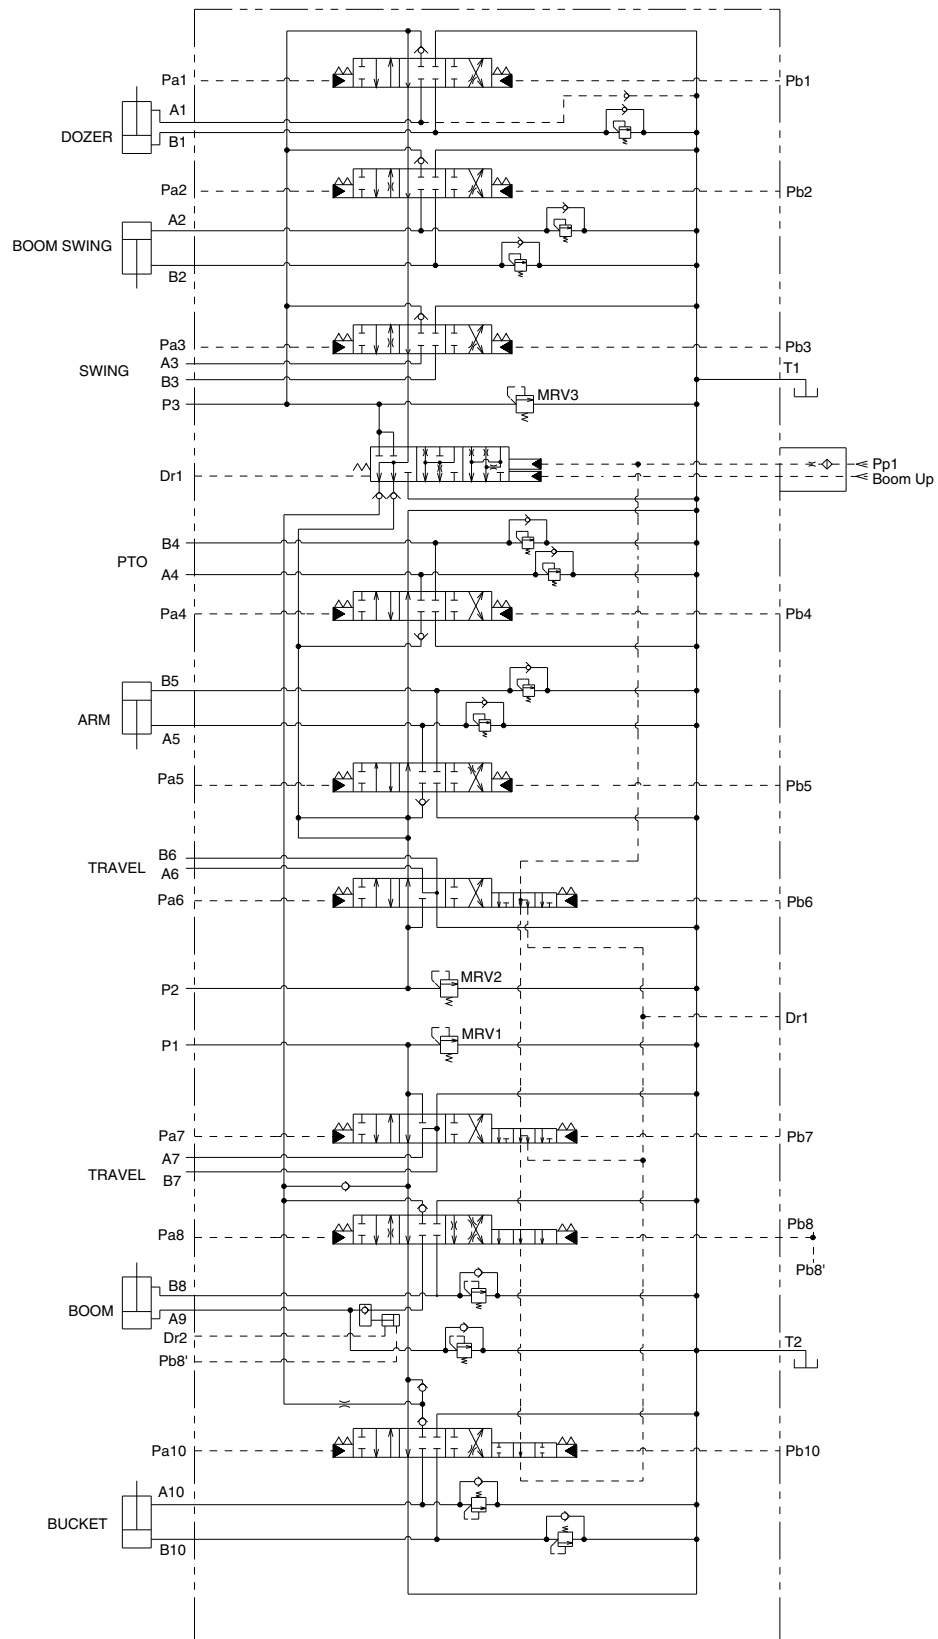 Pa1 Pb1
A1
DOZER
B1
Pa2 Pb2
A2
BOOM SWING
B2
Pa3 Pb3
A3
SWING
T1
B3
P3 MRV3
Pp1
Dr1 Boom Up
B4
PTO
A4
Pa4 Pb4
B5
ARM
A5
Pa5 Pb5
B6
TRAVEL
A6
Pa6 Pb6
P2 MRV2
Dr1
P1 MRV1
Pa7 Pb7
A7
TRAVEL
B7
Pb8
Pa8
Pb8'
B8
BOOM
A9
Dr2
T2
Pb8'
Pa10 Pb10
A10
BUCKET
B10